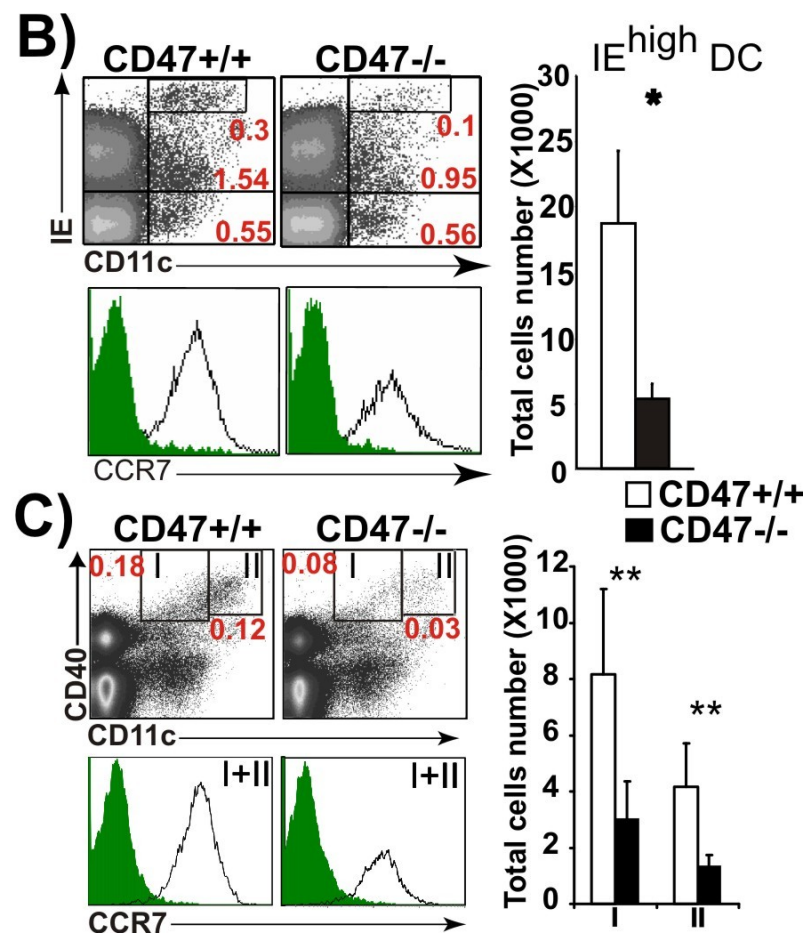 B)
CD47+/+ CD47-/-
IE
0.3
1.54
0.55
0.1
0.95
0.56
CD11c
CCR7
IEhigh DC
*
Total cells number (X1000)
30
25
20
15
10
5
0
CD47+/+
CD47-/-
C)
CD47+/+ CD47-/-
CD40
0.18 I II
0.12
0.08 I II
0.03
CD11c
I+II I+II
CCR7
Total cells number (X1000)
12
8
6
4
2
0
**
**
I II